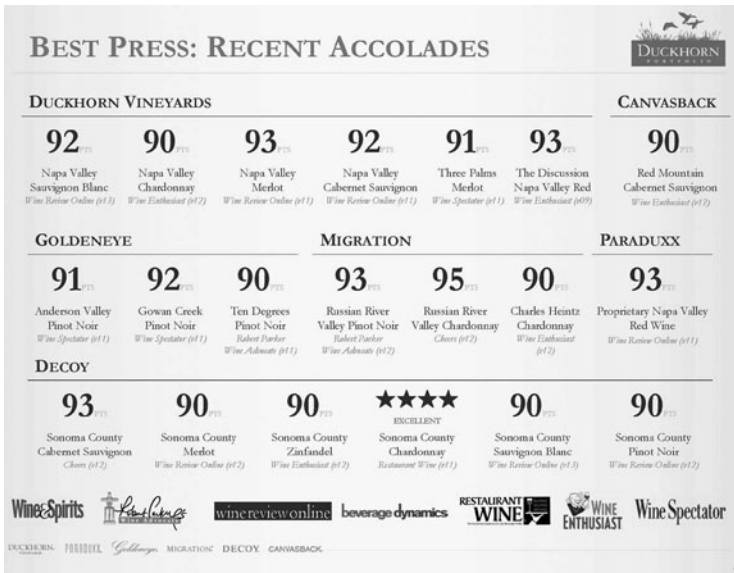 BEST PRESS: RECENT ACCOLADES
DUCKHORN
PORTFOLIO
DUCKHORN VINEYARDS
92 PTS
Napa Valley
Sauvignon Blanc
Wine Review Online (v13)
90 PTS
Napa Valley
Chardonnay
Wine Enthusiast (v12)
93 PTS
Napa Valley
Merlot
Wine Review Online (v11)
92 PTS
Napa Valley
Cabernet Sauvignon
Wine Review Online (v11)
91 PTS
Three Palms
Merlot
Wine Spectator (v11)
93 PTS
The Discussion
Napa Valley Red
Wine Enthusiast (v09)
CANVASBACK
90 PTS
Red Mountain
Cabernet Sauvignon
Wine Enthusiast (v12)
GOLDENEYE
91 PTS
Anderson Valley
Pinot Noir
Wine Spectator (v11)
92 PTS
Gowan Creek
Pinot Noir
Wine Spectator (v11)
90 PTS
Ten Degrees
Pinot Noir
Robert Parker
Wine Advocate (v11)
MIGRATION
93 PTS
Russian River
Valley Pinot Noir
Robert Parker
Wine Advocate (v12)
95 PTS
Russian River
Valley Chardonnay
Cheers (v12)
90 PTS
Charles Heintz
Chardonnay
Wine Enthusiast
(v12)
PARADUXX
93 PTS
Proprietary Napa Valley
Red Wine
Wine Review Online (v11)
DECOY
93 PTS
Sonoma County
Cabernet Sauvignon
Cheers (v12)
90 PTS
Sonoma County
Merlot
Wine Review Online (v12)
90 PTS
Sonoma County
Zinfandel
Wine Enthusiast (v12)
★★★★
EXCELLENT
Sonoma County
Chardonnay
Restaurant Wine (v11)
90 PTS
Sonoma County
Sauvignon Blanc
Wine Review Online (v13)
90 PTS
Sonoma County
Pinot Noir
Wine Review Online (v12)
Wine&Spirits
WINE ADVOCATE
winereviewonline
beverage dynamics
RESTAURANT
WINE
WINE
ENTHUSIAST
Wine Spectator
DUCKHORN PARADUXX Goldeneye MIGRATION DECOY CANVASBACK